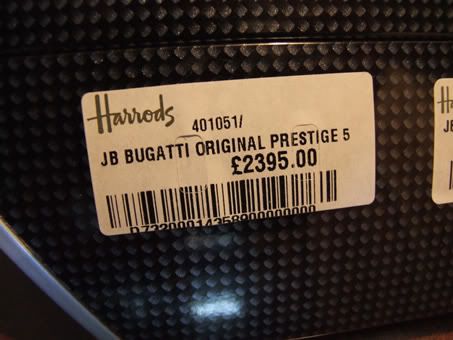 Harrods 401051/
JB BUGATTI ORIGINAL PRESTIGE 5
£2395.00